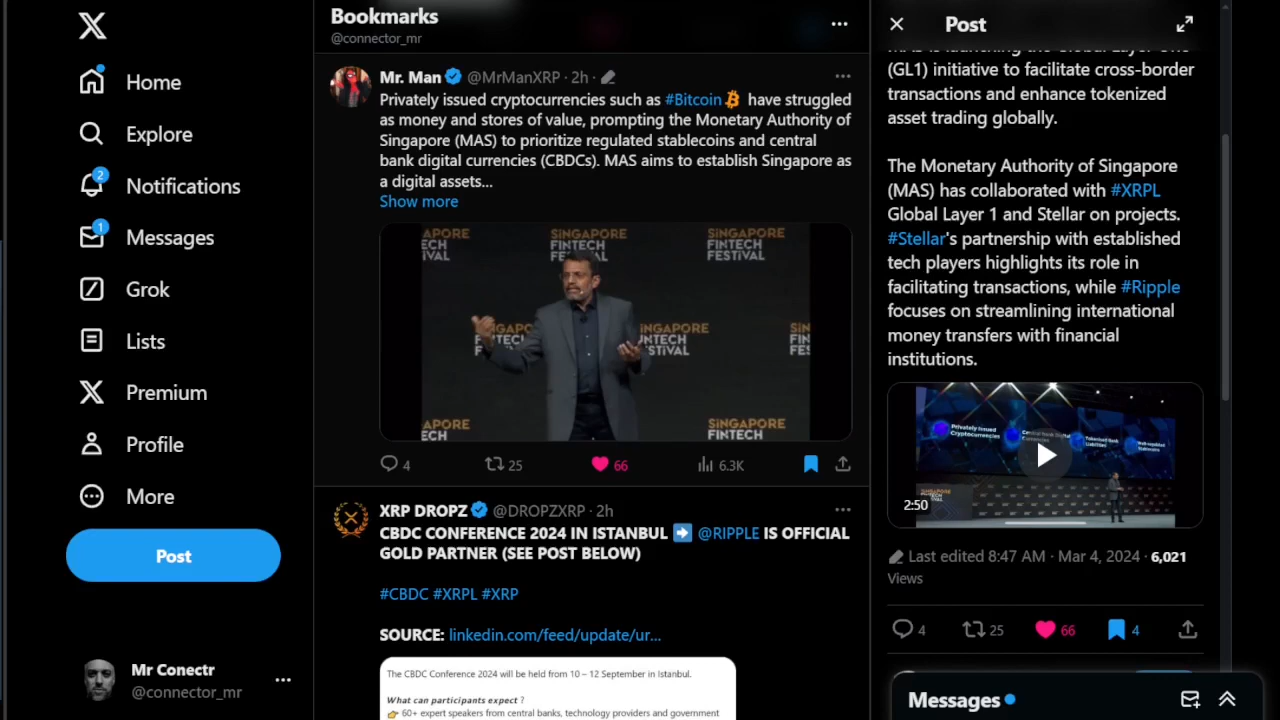 Home
Explore
2
Notifications
1
Messages
Grok
Lists
Premium
Profile
More
Post
Mr Conectr
@connector_mr
Bookmarks
@connector_mr
Mr. Man @MrManXRP · 2h ·
Privately issued cryptocurrencies such as #Bitcoin have struggled
as money and stores of value, prompting the Monetary Authority of
Singapore (MAS) to prioritize regulated stablecoins and central
bank digital currencies (CBDCs). MAS aims to establish Singapore as
a digital assets...
Show more
APORE
ECH
IVAL
SiNGAPORE
FINTECH
FESTIVAL
SiNGAPORE
FINTECH
FESTIVAL
4 25 66 6.3K
XRP DROPZ @DROPZXRP · 2h
CBDC CONFERENCE 2024 IN ISTANBUL ➡ @RIPPLE IS OFFICIAL
GOLD PARTNER (SEE POST BELOW)
#CBDC #XRPL #XRP
SOURCE: linkedin.com/feed/update/ur...
The CBDC Conference 2024 will be held from 10 – 12 September in Istanbul.
What can participants expect ?
60+ expert speakers from central banks, technology providers and government
Post
(GL1) initiative to facilitate cross-border
transactions and enhance tokenized
asset trading globally.
The Monetary Authority of Singapore
(MAS) has collaborated with #XRPL
Global Layer 1 and Stellar on projects.
#Stellar's partnership with established
tech players highlights its role in
facilitating transactions, while #Ripple
focuses on streamlining international
money transfers with financial
institutions.
Privately Issued
Cryptocurrencies
2:50
Last edited 8:47 AM · Mar 4, 2024 · 6,021
Views
4 25 66 4
Messages